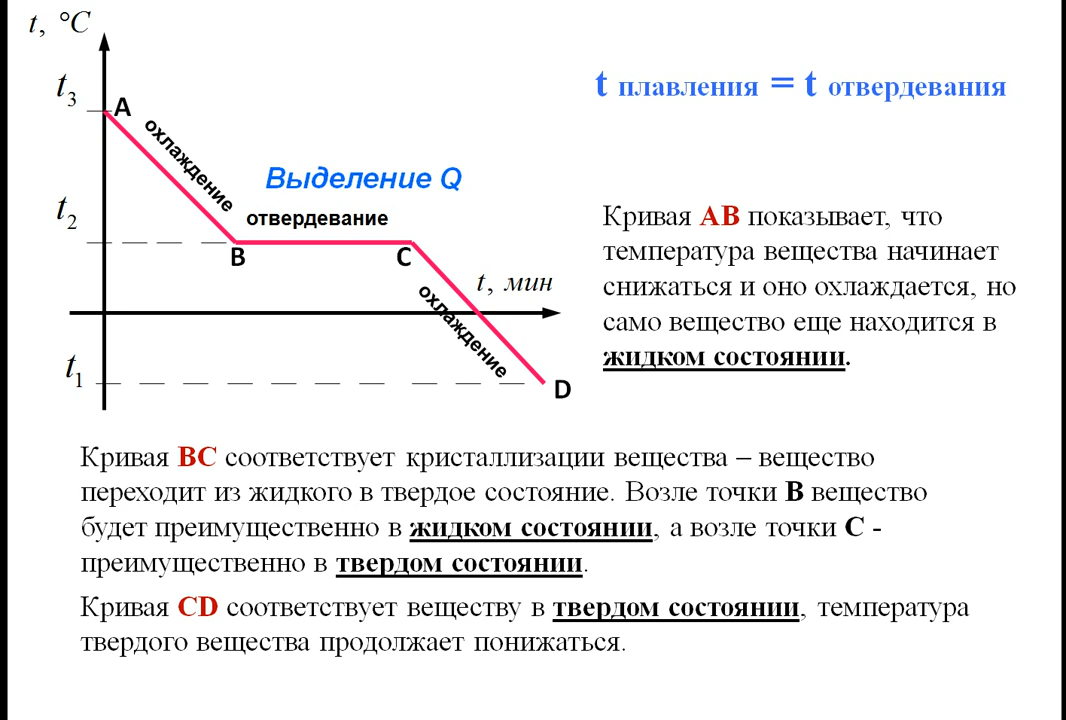 t, °C
t3
A
охлаждение
t плавления = t отвердевания
Выделение Q
t2
отвердевание
B
C
t, мин
охлаждение
t1
D
Кривая AB показывает, что
температура вещества начинает
снижаться и оно охлаждается, но
само вещество еще находится в
жидком состоянии.
Кривая BC соответствует кристаллизации вещества – вещество
переходит из жидкого в твердое состояние. Возле точки B вещество
будет преимущественно в жидком состоянии, а возле точки C -
преимущественно в твердом состоянии.
Кривая CD соответствует веществу в твердом состоянии, температура
твердого вещества продолжает понижаться.